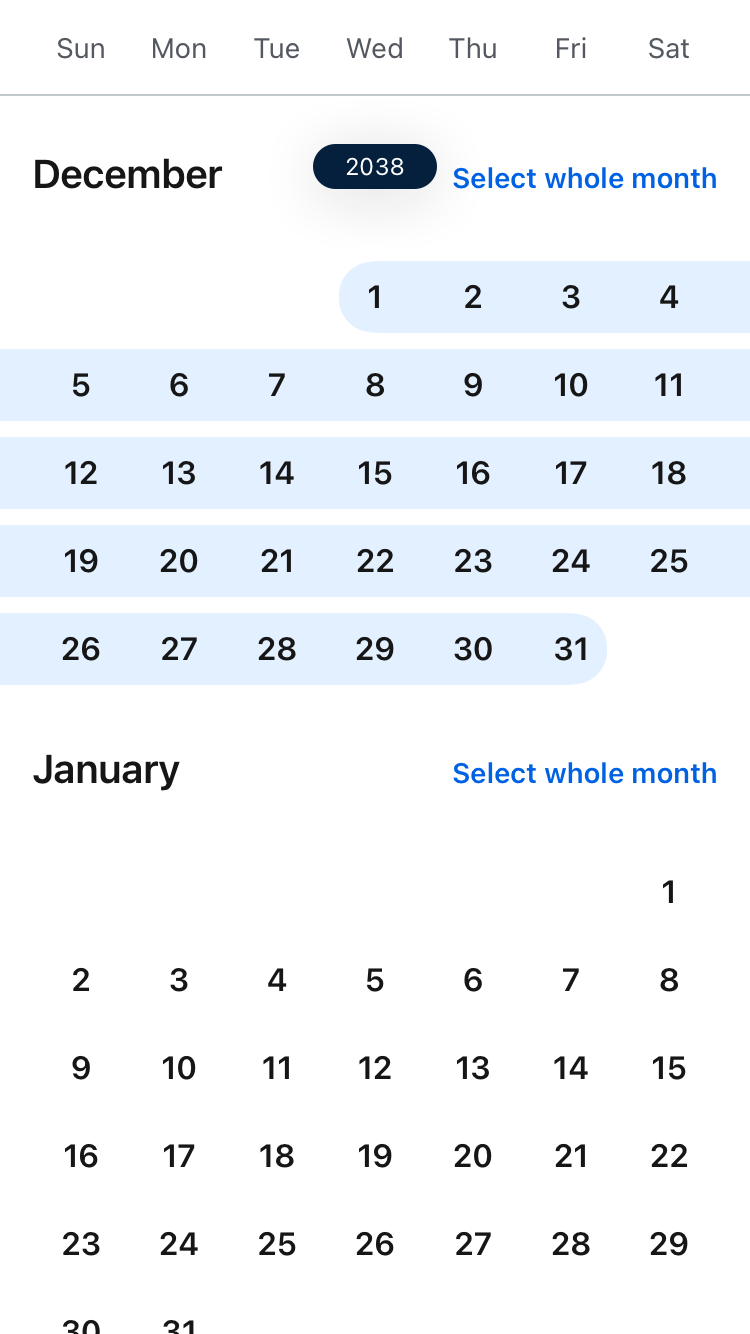 Sun Mon Tue Wed Thu Fri Sat
December 2038 Select whole month
1 2 3 4
5 6 7 8 9 10 11
12 13 14 15 16 17 18
19 20 21 22 23 24 25
26 27 28 29 30 31
January Select whole month
1
2 3 4 5 6 7 8
9 10 11 12 13 14 15
16 17 18 19 20 21 22
23 24 25 26 27 28 29
30 31